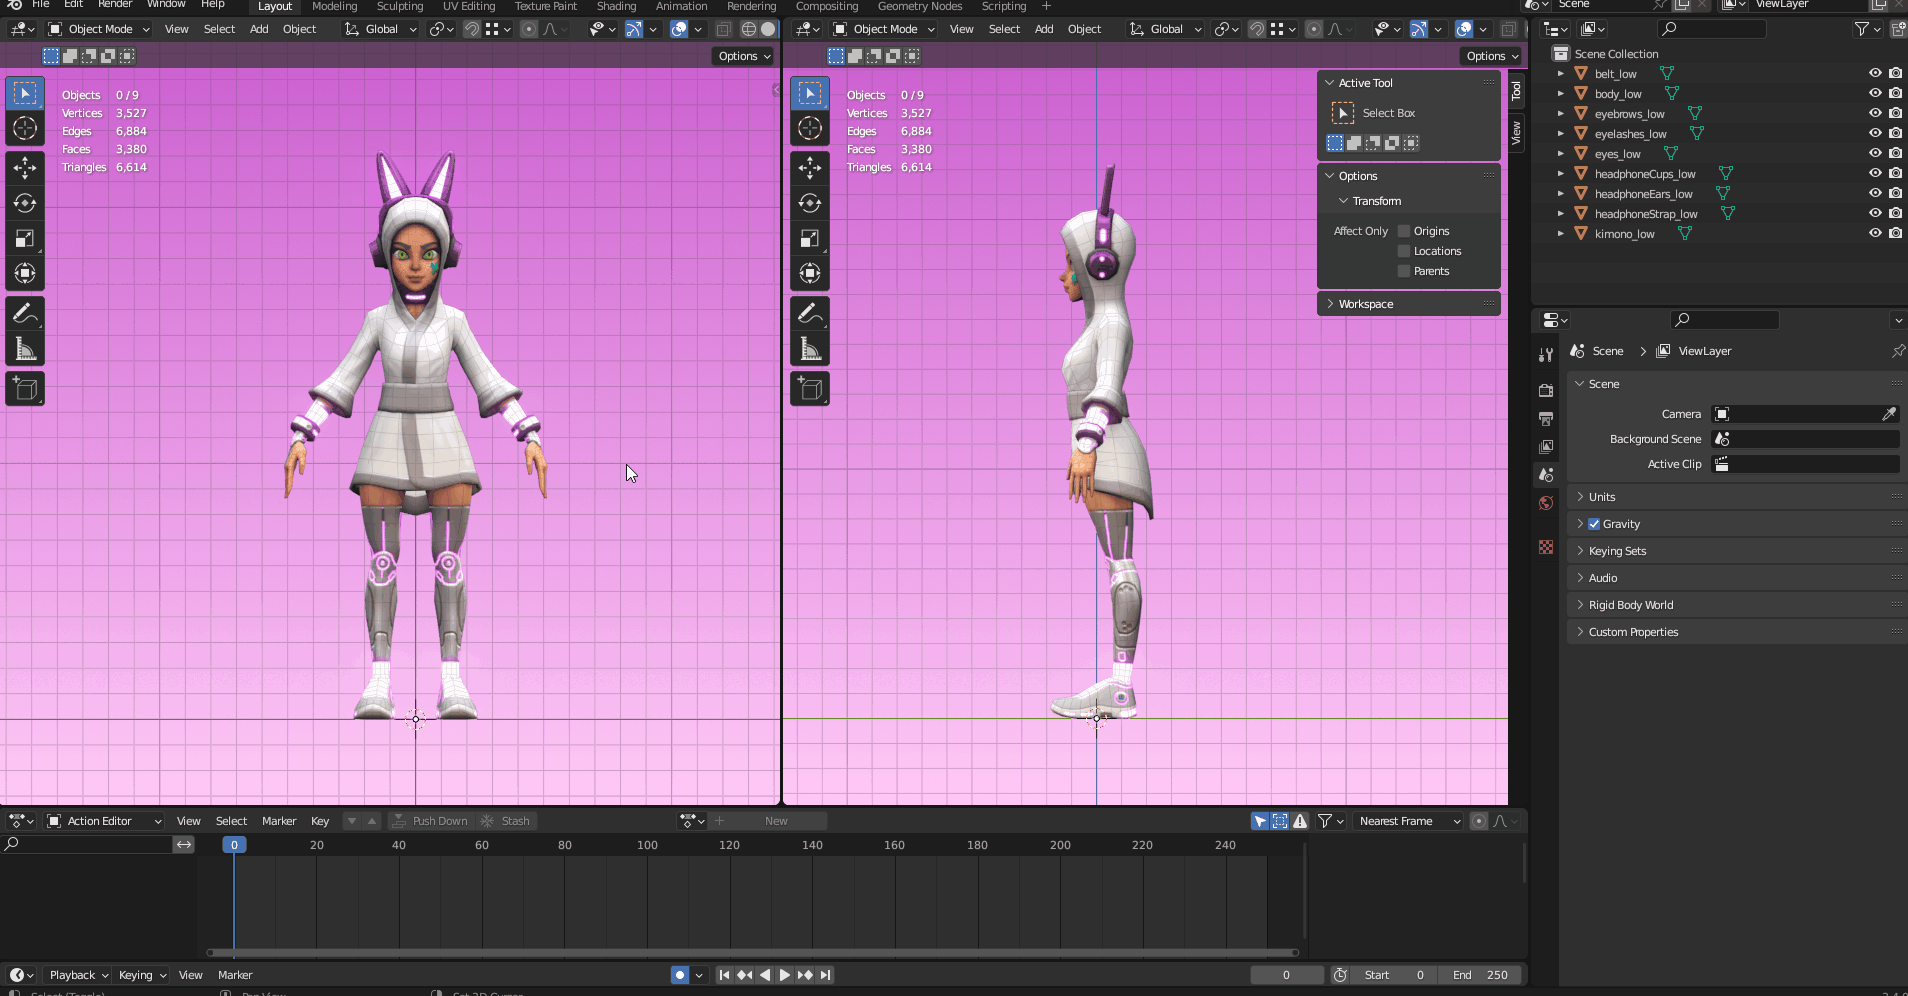 File Edit Render Window Help Layout Modeling Sculpting UV Editing Texture Paint Shading Animation Rendering Compositing Geometry Nodes Scripting + Scene ViewLayer
Object Mode View Select Add Object Global
Object Mode View Select Add Object Global
Options
Options
Objects 0 / 9
Vertices 3,527
Edges 6,884
Faces 3,380
Triangles 6,614
Objects 0 / 9
Vertices 3,527
Edges 6,884
Faces 3,380
Triangles 6,614
Active Tool
Select Box
Options
Transform
Affect Only Origins
Locations
Parents
Workspace
Tool
View
Scene Collection
belt_low
body_low
eyebrows_low
eyelashes_low
eyes_low
headphoneCups_low
headphoneEars_low
headphoneStrap_low
kimono_low
Scene > ViewLayer
Scene
Camera
Background Scene
Active Clip
Units
Gravity
Keying Sets
Audio
Rigid Body World
Custom Properties
Action Editor View Select Marker Key Push Down Stash New Nearest Frame
0 20 40 60 80 100 120 140 160 180 200 220 240
Playback Keying View Marker 0 Start 0 End 250